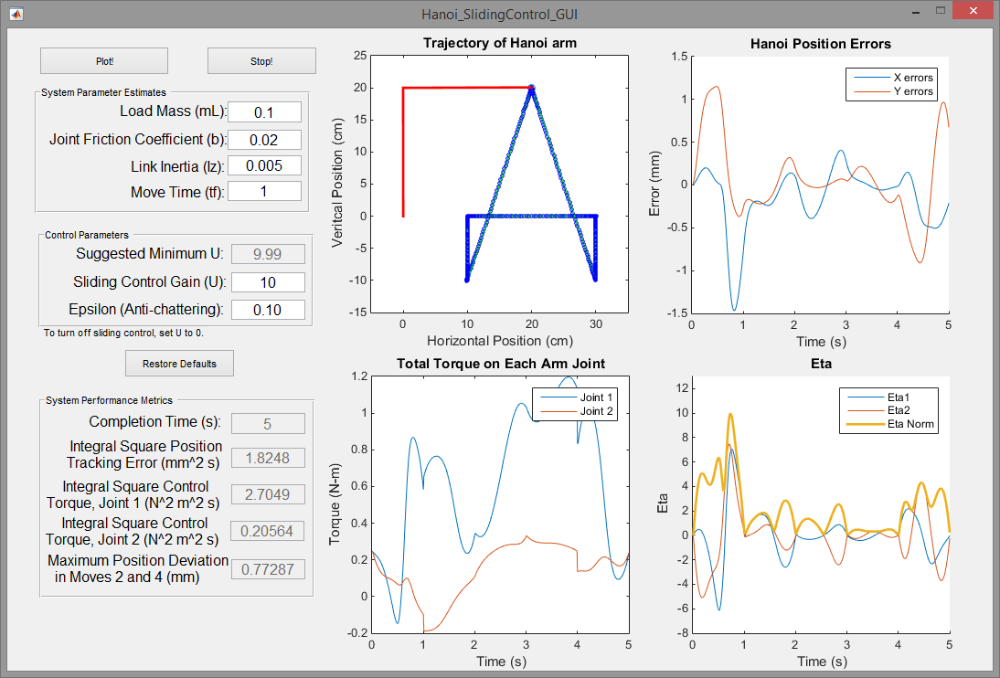 Hanoi_SlidingControl_GUI
Plot!
Stop!
System Parameter Estimates
Load Mass (mL):
0.1
Joint Friction Coefficient (b):
0.02
Link Inertia (Iz):
0.005
Move Time (tf):
1
Control Parameters
Suggested Minimum U:
9.99
Sliding Control Gain (U):
10
Epsilon (Anti-chattering):
0.10
To turn off sliding control, set U to 0.
Restore Defaults
System Performance Metrics
Completion Time (s):
5
Integral Square Position
Tracking Error (mm^2 s)
1.8248
Integral Square Control
Torque, Joint 1 (N^2 m^2 s)
2.7049
Integral Square Control
Torque, Joint 2 (N^2 m^2 s)
0.20564
Maximum Position Deviation
in Moves 2 and 4 (mm)
0.77287
Trajectory of Hanoi arm
Veritcal Position (cm)
25
20
15
10
5
0
-5
-10
-15
0
10
20
30
Horizontal Position (cm)
Hanoi Position Errors
X errors
Y errors
Error (mm)
1.5
1
0.5
0
-0.5
-1
-1.5
0
1
2
3
4
5
Time (s)
Total Torque on Each Arm Joint
Joint 1
Joint 2
Torque (N-m)
1.2
1
0.8
0.6
0.4
0.2
0
-0.2
0
1
2
3
4
5
Time (s)
Eta
Eta1
Eta2
Eta Norm
Eta
12
10
8
6
4
2
0
-2
-4
-6
-8
0
1
2
3
4
5
Time (s)